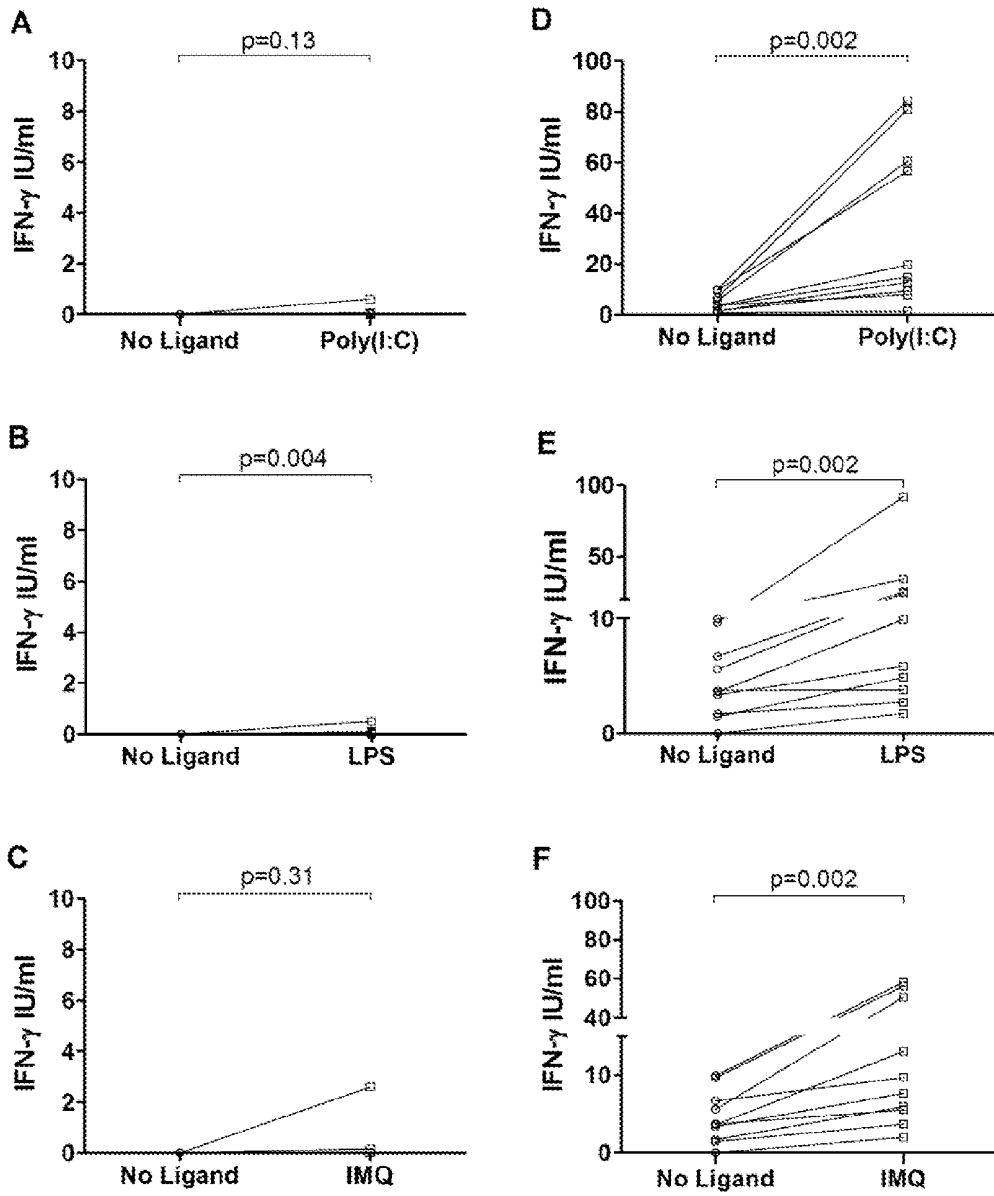 A
p=0.13
10
8
6
4
2
0
IFN-γ IU/ml
No Ligand
Poly(I:C)
D
p=0.002
100
80
60
40
20
0
IFN-γ IU/ml
No Ligand
Poly(I:C)
B
p=0.004
10
8
6
4
2
0
IFN-γ IU/ml
No Ligand
LPS
E
p=0.002
100
50
10
0
IFN-γ IU/ml
No Ligand
LPS
C
p=0.31
10
8
6
4
2
0
IFN-γ IU/ml
No Ligand
IMQ
F
p=0.002
100
80
60
40
10
0
IFN-γ IU/ml
No Ligand
IMQ